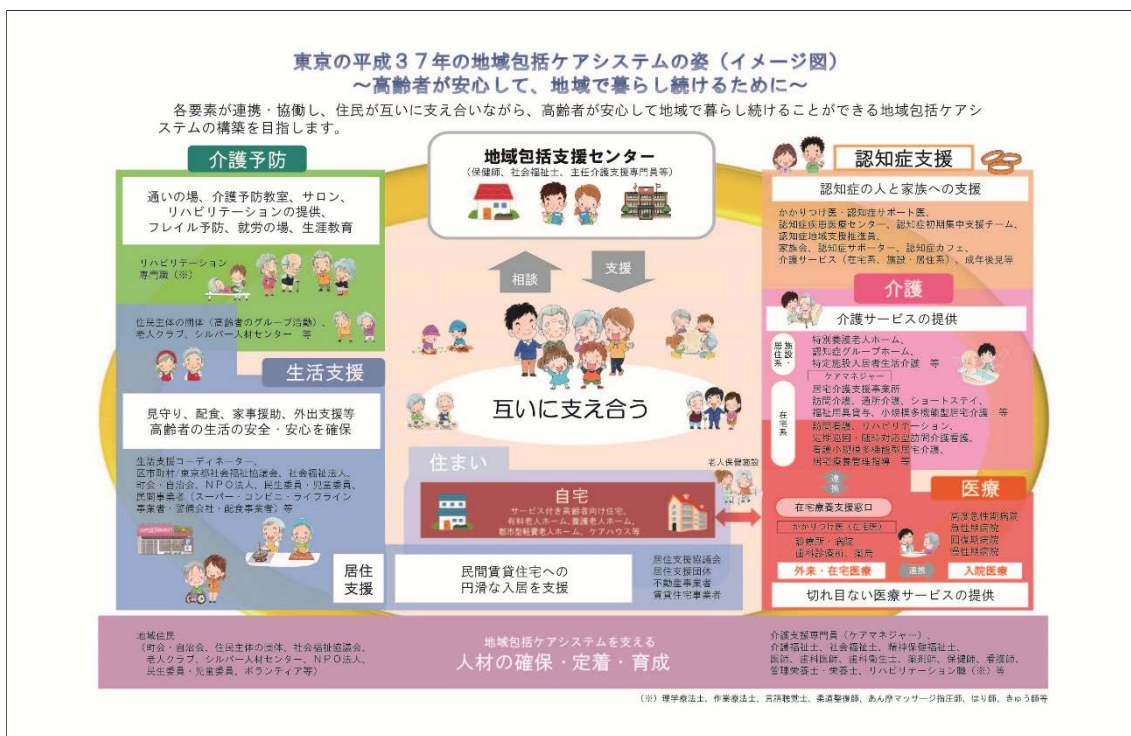 東京の平成３７年の地域包括ケアシステムの姿（イメージ図）
～高齢者が安心して、地域で暮らし続けるために～
各要素が連携・協働し、住民が互いに支え合いながら、高齢者が安心して地域で暮らし続けることができる地域包括ケアシ
ステムの構築を目指します。
介護予防
通いの場、介護予防教室、サロン、
リハビリテーションの提供、
フレイル予防、就労の場、生涯教育
リハビリテーション
専門職（※）
住民主体の団体（高齢者のグループ活動）、
老人クラブ、シルバー人材センター 等
生活支援
見守り、配食、家事援助、外出支援等
高齢者の生活の安全・安心を確保
生活支援コーディネーター、
区市町村/東京都社会福祉協議会、社会福祉法人、
町会・自治会、ＮＰＯ法人、民生委員・児童委員、
民間事業者（スーパー・コンビニ・ライフライン
事業者・警備会社・配食事業者）等
地域包括支援センター
（保健師、社会福祉士、主任介護支援専門員等）
相談
支援
互いに支え合う
住まい
老人保健施設
自宅
サービス付き高齢者向け住宅、
有料老人ホーム、養護老人ホーム、
都市型軽費老人ホーム、ケアハウス等
居住
支援
民間賃貸住宅への
円滑な入居を支援
居住支援協議会
居住支援団体
不動産事業者
賃貸住宅事業者
認知症支援
認知症の人と家族への支援
かかりつけ医・認知症サポート医、
認知症疾患医療センター、認知症初期集中支援チーム、
認知症地域支援推進員、
家族会、認知症サポーター、認知症カフェ、
介護サービス（在宅系、施設・居住系）、成年後見等
介護
介護サービスの提供
施設・居住系
特別養護老人ホーム、
認知症グループホーム、
特定施設入居者生活介護 等
ケアマネジャー
在宅系
居宅介護支援事業所
訪問介護、通所介護、ショートステイ、
福祉用具貸与、小規模多機能型居宅介護 等
訪問看護、リハビリテーション、
定期巡回・随時対応型訪問介護看護、
看護小規模多機能型居宅介護、
居宅療養管理指導 等
連携
医療
在宅療養支援窓口
かかりつけ医（在宅医）
診療所・病院
歯科診療所、薬局
高度急性期病院
急性期病院
回復期病院
慢性期病院
外来・在宅医療
連携
入院医療
切れ目ない医療サービスの提供
地域住民
（町会・自治会、住民主体の団体、社会福祉協議会、
老人クラブ、シルバー人材センター、ＮＰＯ法人、
民生委員・児童委員、ボランティア等）
地域包括ケアシステムを支える
人材の確保・定着・育成
介護支援専門員（ケアマネジャー）、
介護福祉士、社会福祉士、精神保健福祉士、
医師、歯科医師、歯科衛生士、薬剤師、保健師、看護師、
管理栄養士・栄養士、リハビリテーション職（※）等
（※）理学療法士、作業療法士、言語聴覚士、柔道整復師、あん摩マッサージ指圧師、はり師、きゅう師等